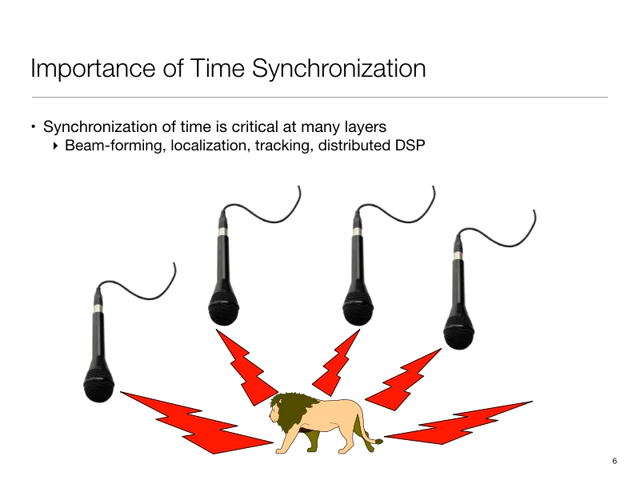 Importance of Time Synchronization
• Synchronization of time is critical at many layers
‣ Beam-forming, localization, tracking, distributed DSP
6